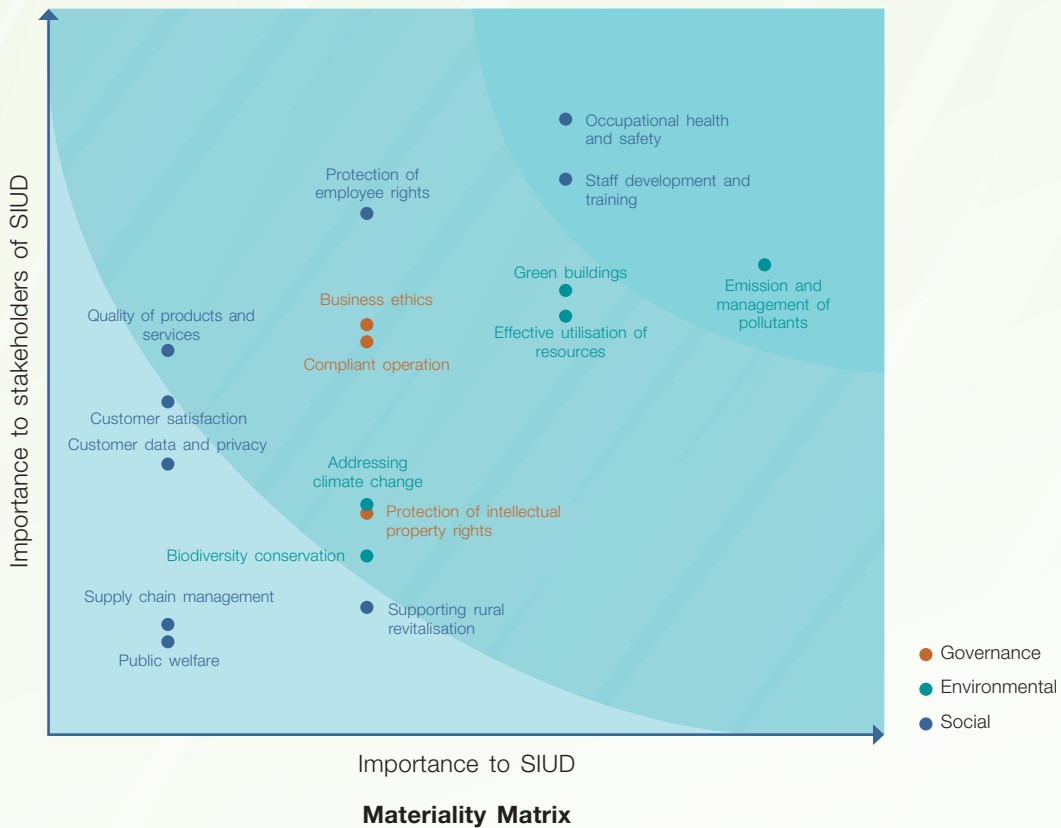 Importance to stakeholders of SIUD
Occupational health
and safety
Staff development and
training
Protection of
employee rights
Green buildings
Effective utilisation of
resources
Emission and
management of
pollutants
Business ethics
Compliant operation
Quality of products and
services
Customer satisfaction
Customer data and privacy
Addressing
climate change
Protection of intellectual
property rights
Biodiversity conservation
Supply chain management
Public welfare
Supporting rural
revitalisation
Governance
Environmental
Social
Importance to SIUD
Materiality Matrix